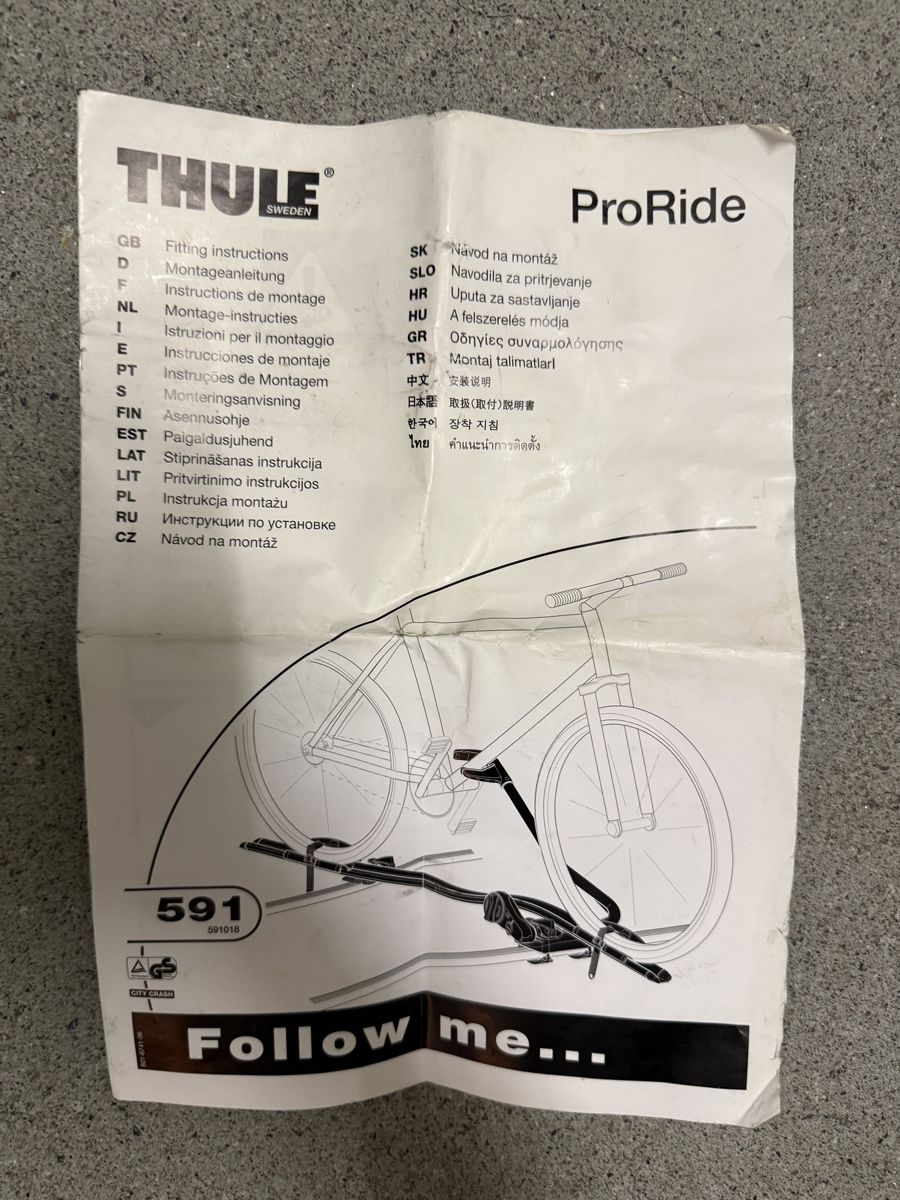 THULE®
SWEDEN
ProRide
GB Fitting instructions
D Montageanleitung
F Instructions de montage
NL Montage-instructies
I Istruzioni per il montaggio
E Instrucciones de montaje
PT Instruções de Montagem
S Monteringsanvisning
FIN Asennusohje
EST Paigaldusjuhend
LAT Stiprināšanas instrukcija
LIT Pritvirtinimo instrukcijos
PL Instrukcja montażu
RU Инструкции по установке
CZ Návod na montáž
SK Návod na montáž
SLO Navodila za pritrjevanje
HR Uputa za sastavljanje
HU A felszerelés módja
GR Οδηγίες συναρμολόγησης
TR Montaj talimatlarI
中文 安装说明
日本語 取扱(取付)説明書
한국어 장착 지침
ไทย คำแนะนำการติดตั้ง
591
591018
GS
CITY CRASH
501-6741-06
Follow me...